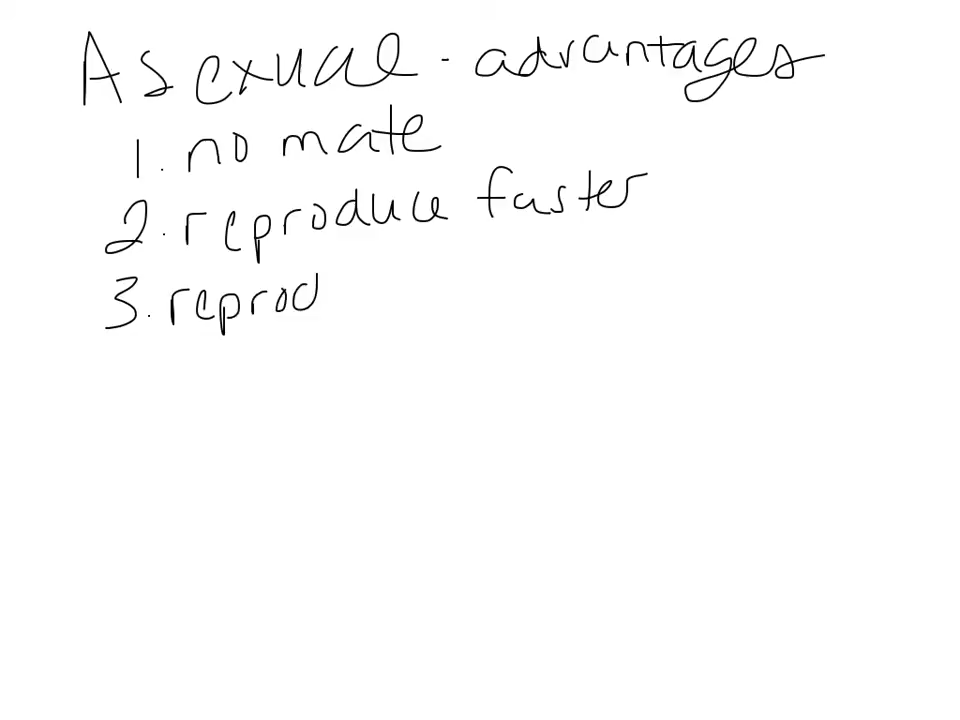 Asexual - advantages
1. no mate
2. reproduce faster
3. reprod